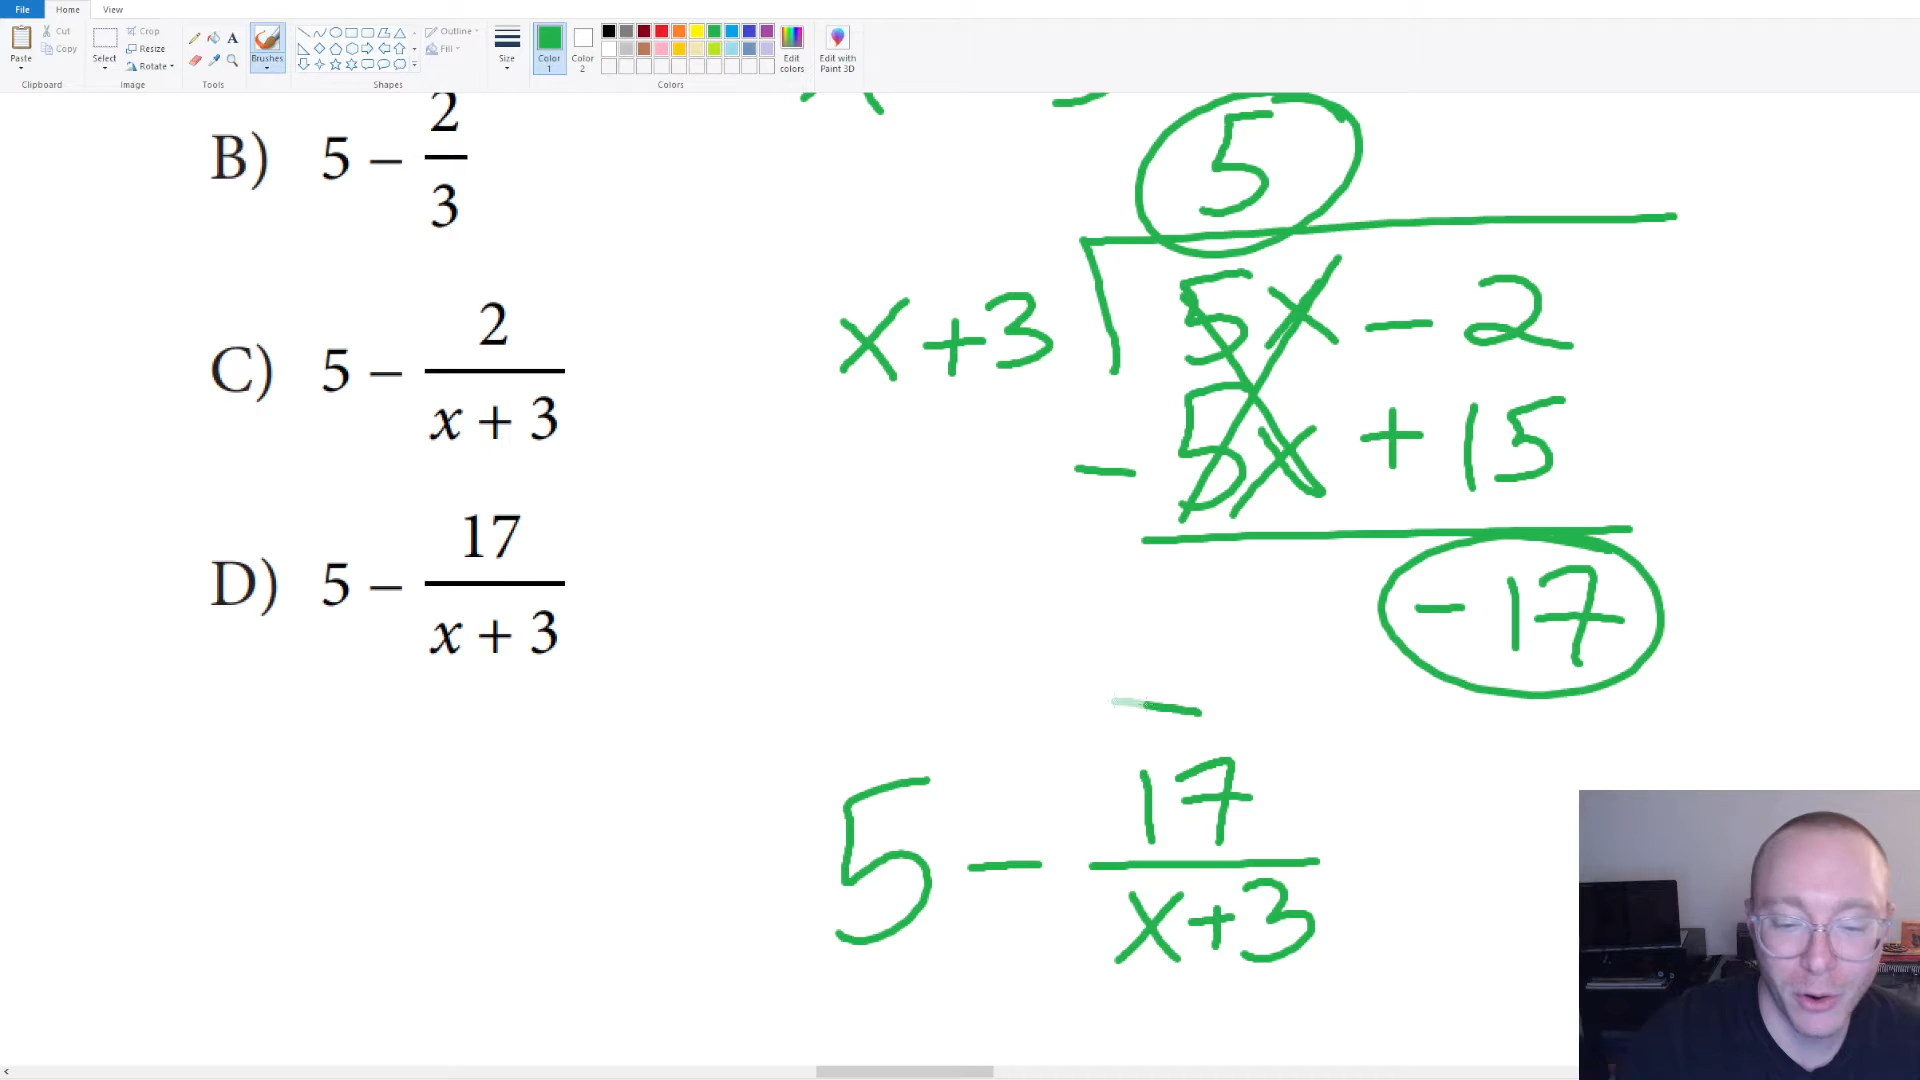 File Home View
Paste Cut Copy Clipboard
Select Crop Resize Rotate Image
Tools
Brushes
Shapes Outline Fill
Size
Color 1 Color 2 Colors
Edit colors Edit with Paint 3D
B) 5 − 2/3
C) 5 − 2/(x + 3)
D) 5 − 17/(x + 3)
5
x+3 5x − 2
− 5x + 15
−17
−
5 − 17/(x+3)